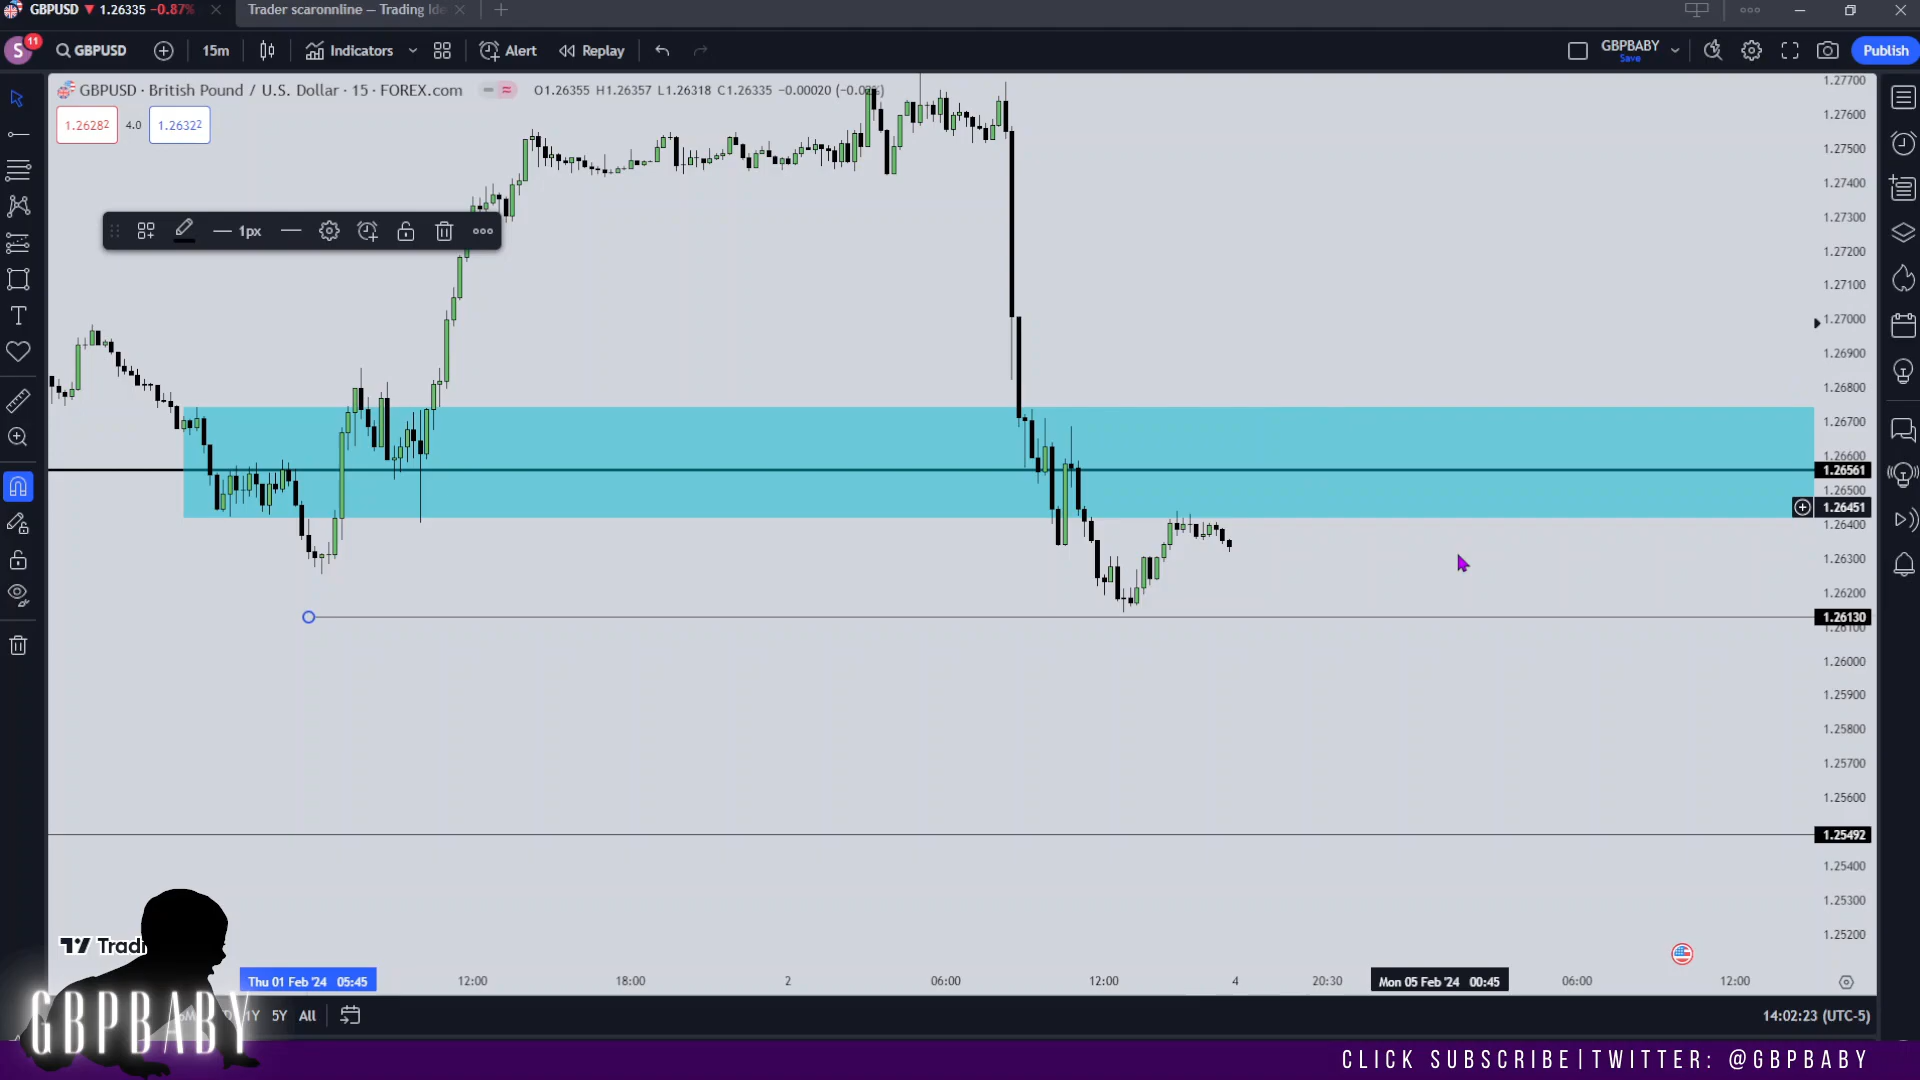 GBPUSD 1.26335 -0.87%
Trader scaronnline — Trading Ide
S 11 GBPUSD 15m Indicators Alert Replay GBPBABY Save Publish
GBPUSD · British Pound / U.S. Dollar · 15 · FOREX.com O1.26355 H1.26357 L1.26318 C1.26335 −0.00020
1.26282 4.0 1.26322
1px
1.27700
1.27600
1.27500
1.27400
1.27300
1.27200
1.27100
1.27000
1.26900
1.26800
1.26700
1.26600
1.26561
1.26500
1.26451
1.26400
1.26300
1.26200
1.26130
1.26100
1.26000
1.25900
1.25800
1.25700
1.25600
1.25492
1.25400
1.25300
1.25200
Thu 01 Feb '24 05:45 12:00 18:00 2 06:00 12:00 4 20:30 Mon 05 Feb '24 00:45 06:00 12:00
1Y 5Y All 14:02:23 (UTC-5)
GBPBABY
CLICK SUBSCRIBE|TWITTER: @GBPBABY